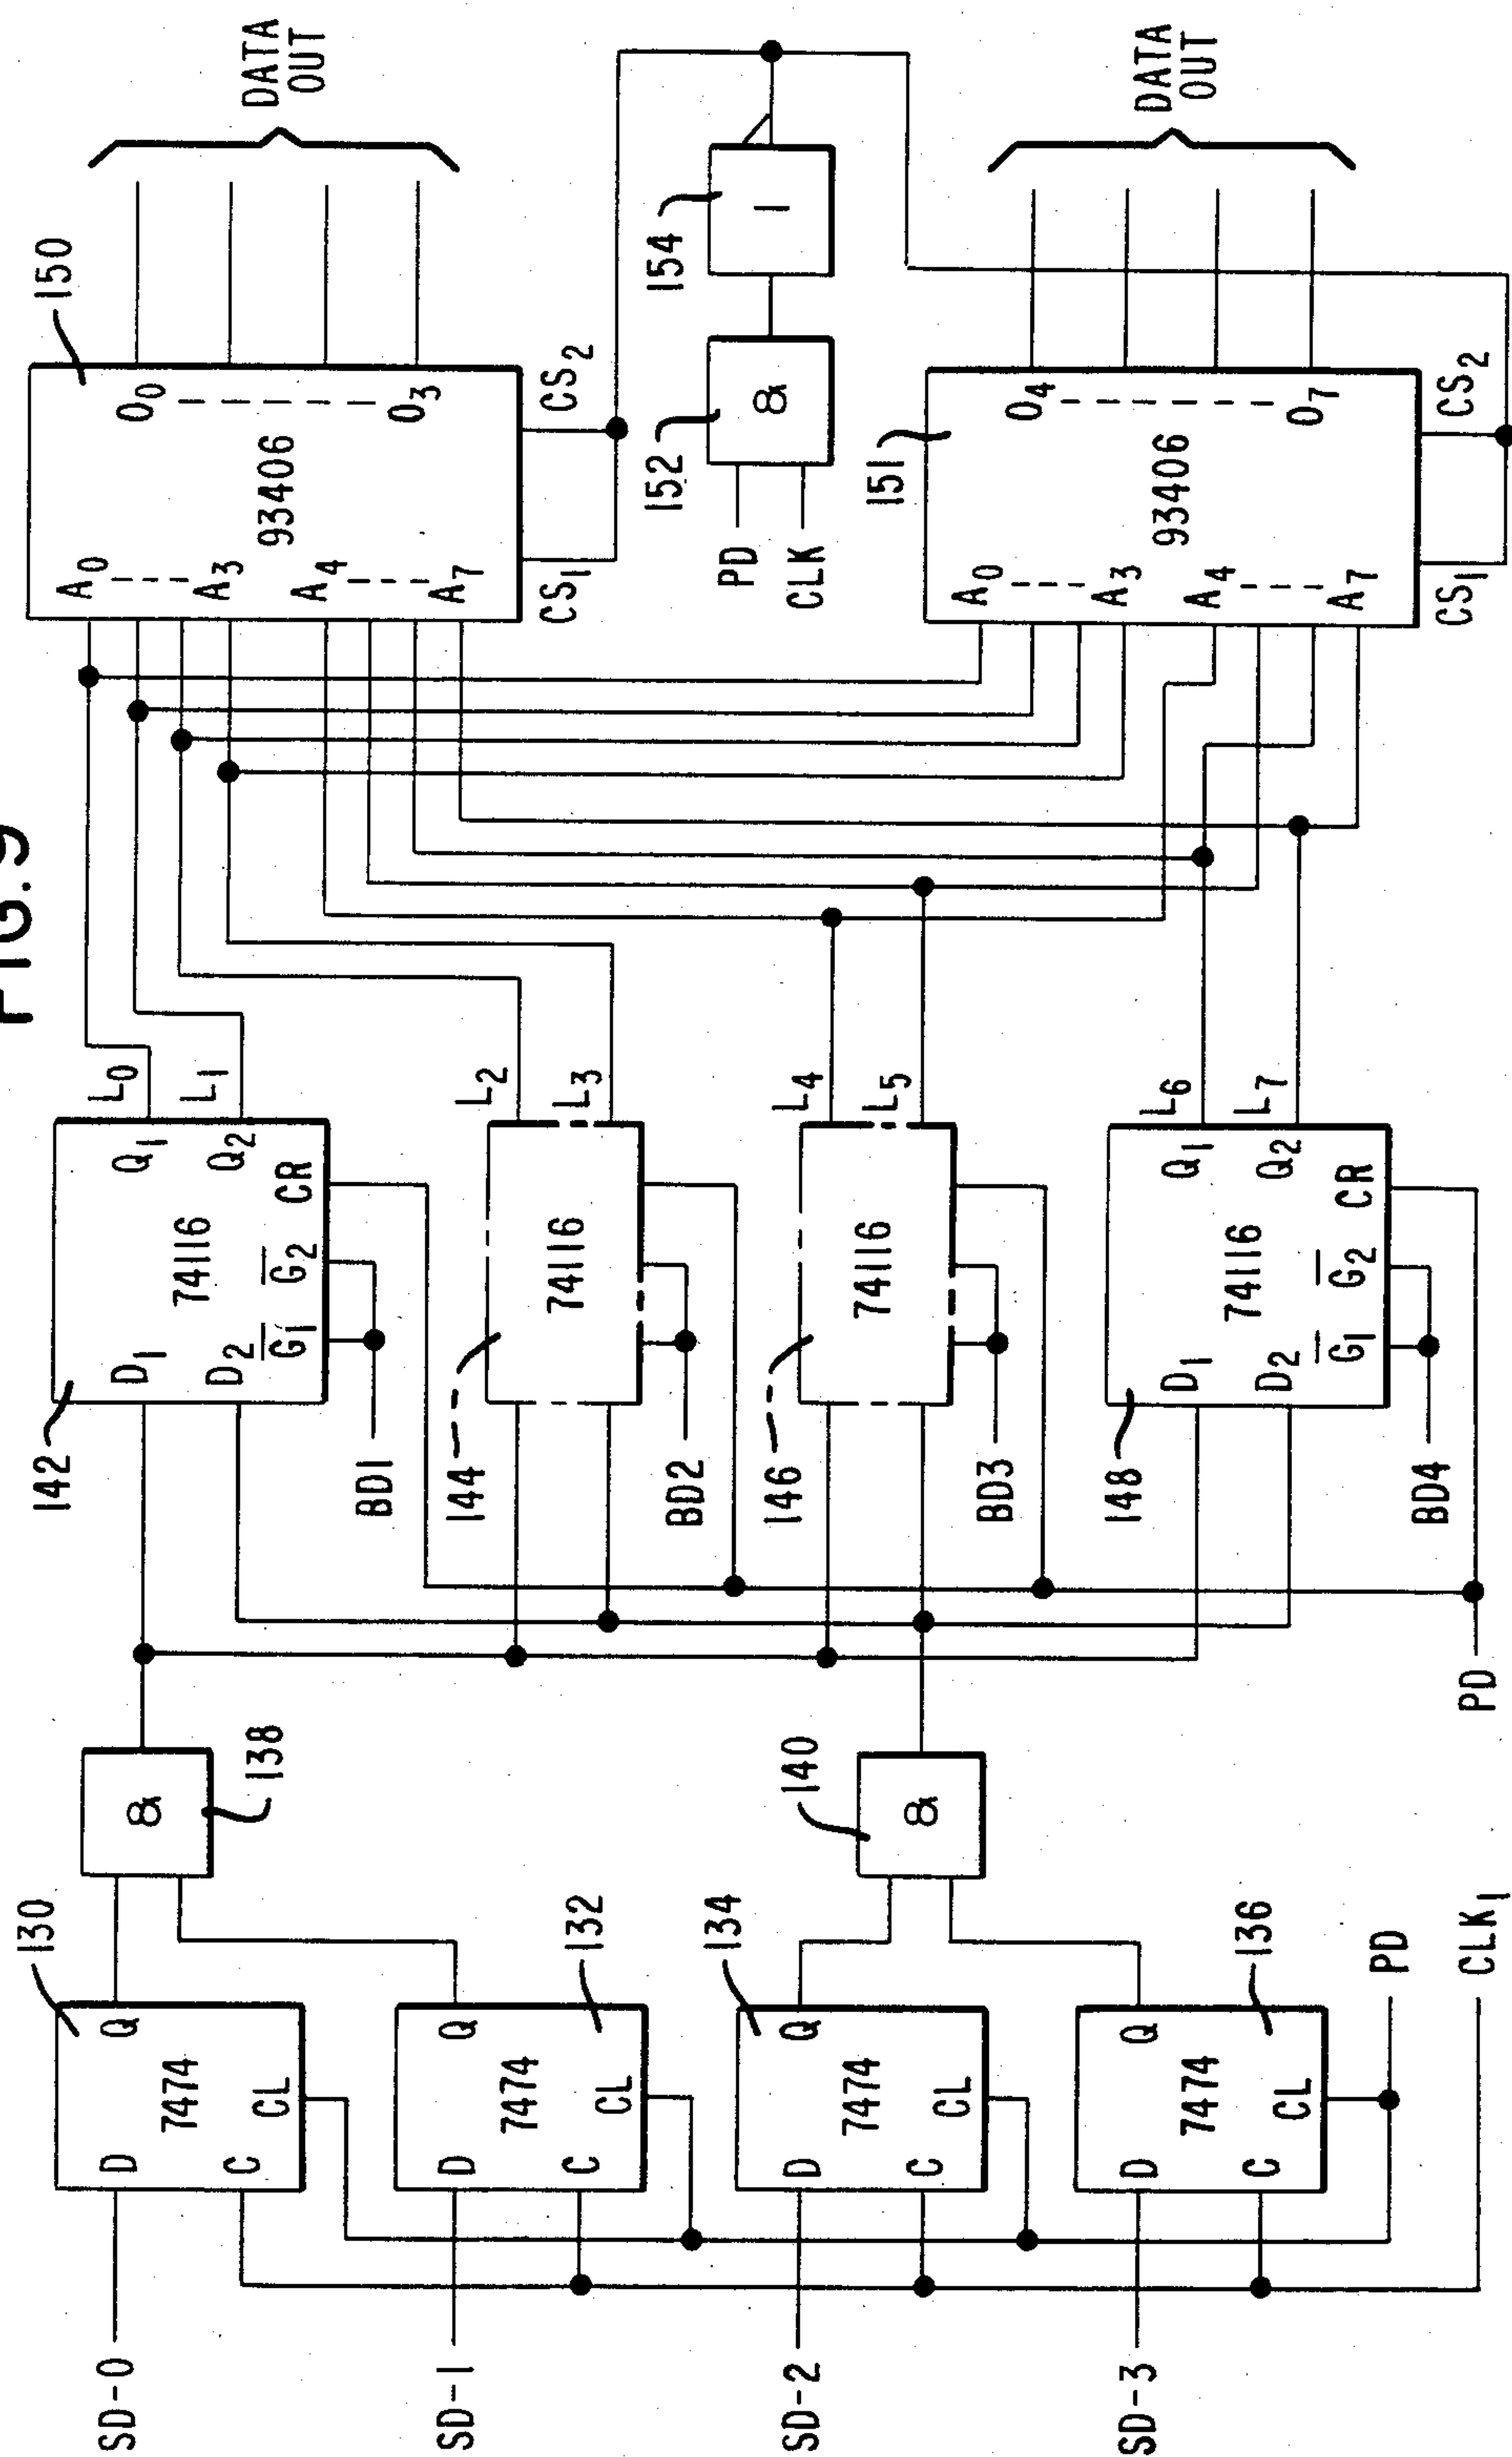 FIG. 9
SD-0
D
C
7474
Q
CL
130
SD-1
D
C
7474
Q
CL
132
SD-2
D
C
7474
Q
CL
134
SD-3
D
C
7474
Q
CL
136
PD
CLK1
&
138
&
140
142
D1
D2
74116
Q1
Q2
G1
G2
CR
L0
L1
BD1
144
74116
L2
L3
BD2
146
74116
L4
L5
BD3
148
D1
D2
74116
Q1
Q2
G1
G2
CR
L6
L7
BD4
PD
150
A0
A3
A4
A7
93406
O0
O3
CS1
CS2
DATA
OUT
PD
CLK
152
&
154
1
151
A0
A3
A4
A7
93406
O4
O7
CS1
CS2
DATA
OUT